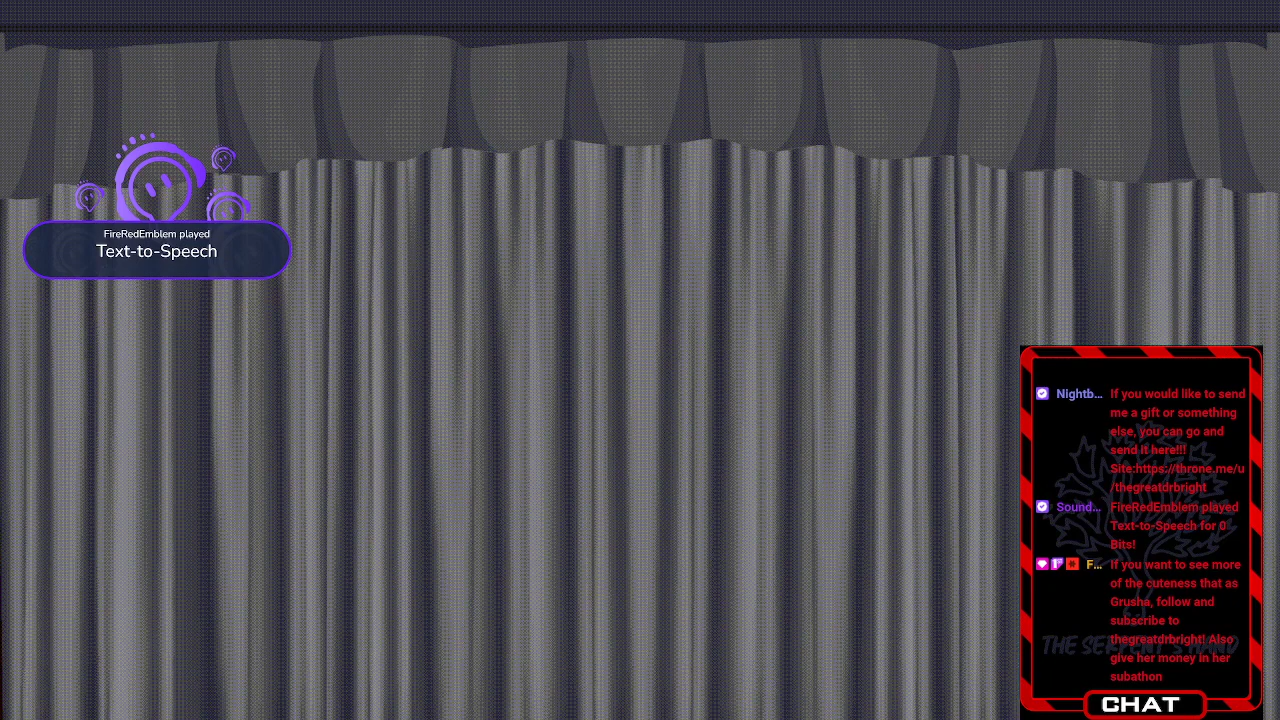 FireRedEmblem played
Text-to-Speech
Nightb... If you would like to send
me a gift or something
else, you can go and
send it here!!!
Site:https://throne.me/u
/thegreatdrbright
Sound... FireRedEmblem played
Text-to-Speech for 0
Bits!
F... If you want to see more
of the cuteness that as
Grusha, follow and
subscribe to
thegreatdrbright! Also
give her money in her
subathon
THE SERPENT'S HAND
CHAT